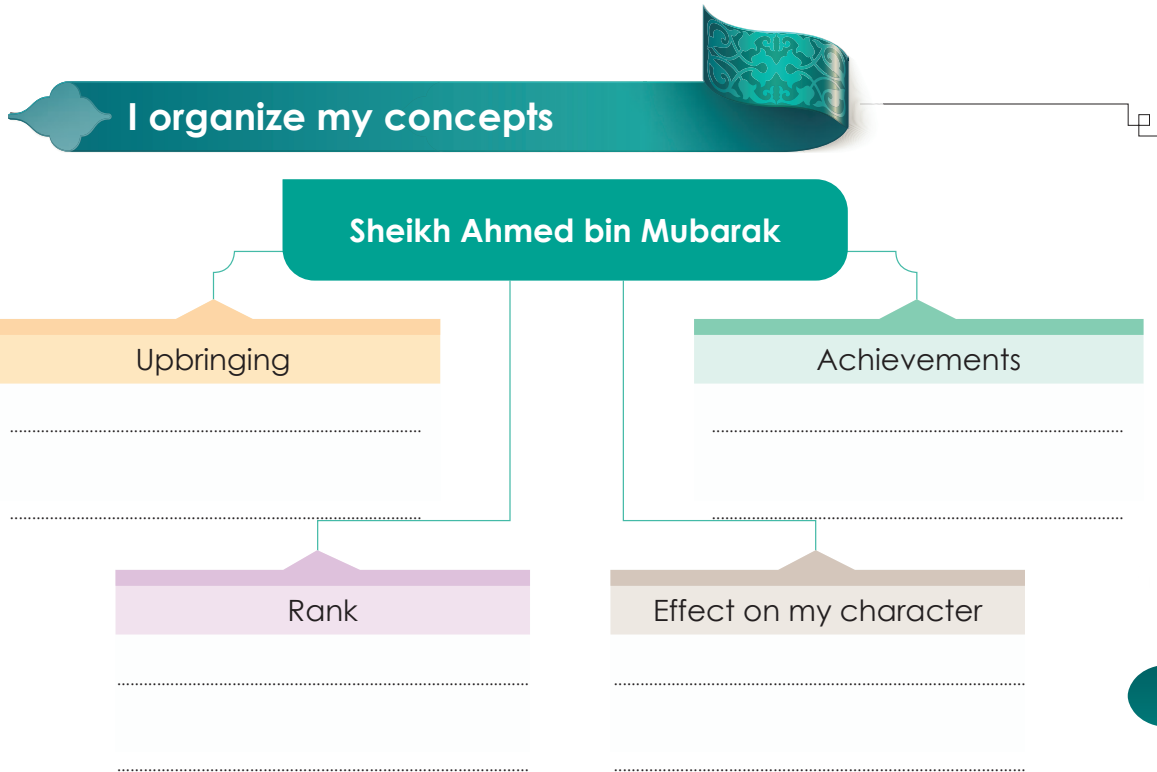 I organize my concepts
Sheikh Ahmed bin Mubarak
Upbringing
Achievements
Rank
Effect on my character